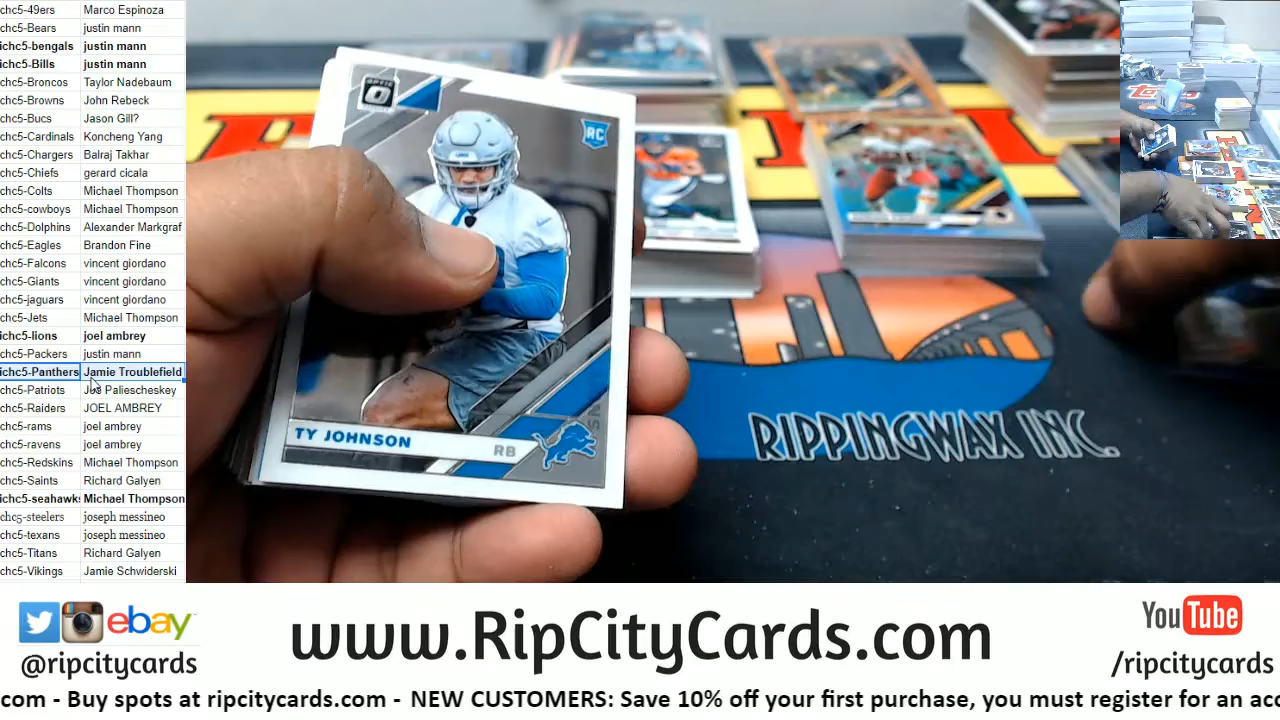 chc5-49ers Marco Espinoza
chc5-Bears justin mann
ichc5-bengals justin mann
ichc5-Bills justin mann
chc5-Broncos Taylor Nadebaum
chc5-Browns John Rebeck
chc5-Bucs Jason Gill?
chc5-Cardinals Koncheng Yang
chc5-Chargers Balraj Takhar
chc5-Chiefs gerard cicala
chc5-Colts Michael Thompson
chc5-cowboys Michael Thompson
chc5-Dolphins Alexander Markgraf
chc5-Eagles Brandon Fine
chc5-Falcons vincent giordano
chc5-Giants vincent giordano
chc5-jaguars vincent giordano
chc5-Jets Michael Thompson
ichc5-lions joel ambrey
chc5-Packers justin mann
ichc5-Panthers Jamie Troublefield
chc5-Patriots Paliescheskey
chc5-Raiders JOEL AMBREY
chc5-rams joel ambrey
chc5-ravens joel ambrey
chc5-Redskins Michael Thompson
chc5-Saints Richard Galyen
ichc5-seahawks Michael Thompson
chc5-steelers joseph messineo
chc5-texans joseph messineo
chc5-Titans Richard Galyen
chc5-Vikings Jamie Schwiderski
OPTIC
RC
TY JOHNSON
RB
RIPPINGWAX INC.
ebay
@ripcitycards
www.RipCityCards.com
YouTube
/ripcitycards
com - Buy spots at ripcitycards.com - NEW CUSTOMERS: Save 10% off your first purchase, you must register for an acc